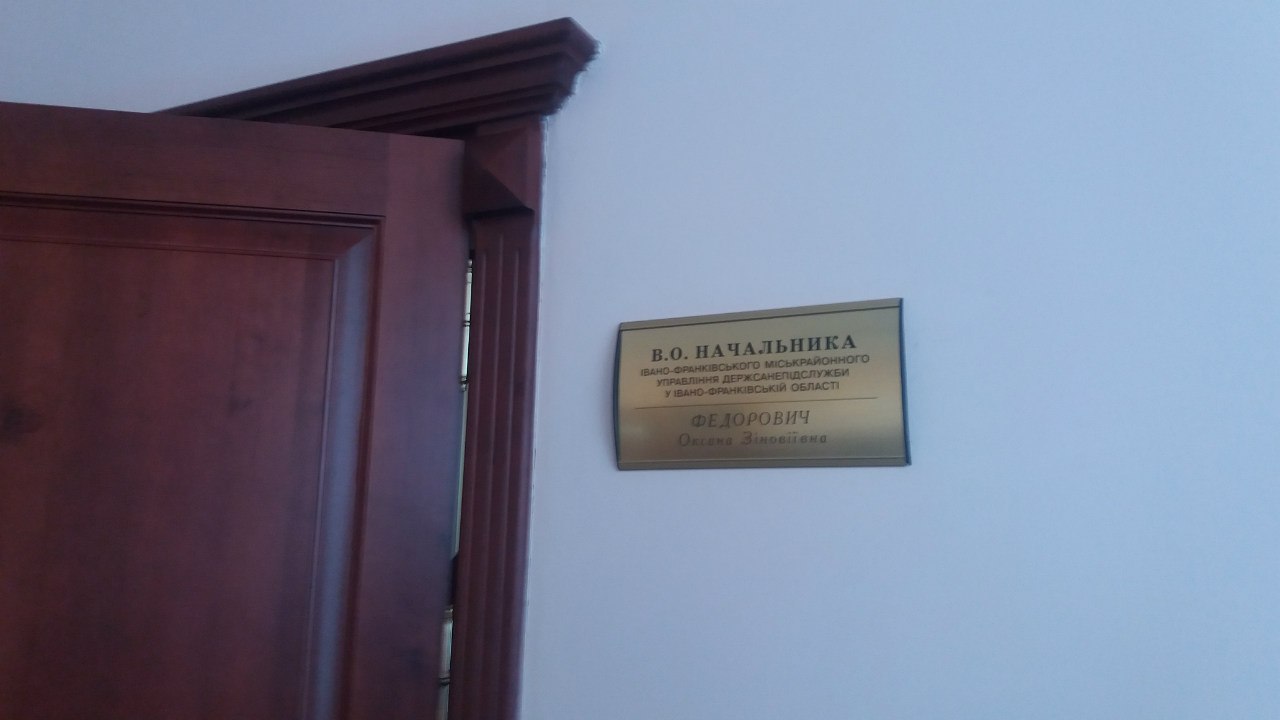 В.О. НАЧАЛЬНИКА
ІВАНО-ФРАНКІВСЬКОГО МІСЬКРАЙОННОГО
УПРАВЛІННЯ ДЕРЖСАНЕПІДСЛУЖБИ
У ІВАНО-ФРАНКІВСЬКІЙ ОБЛАСТІ
ФЕДОРОВИЧ
Оксана Зіновіївна